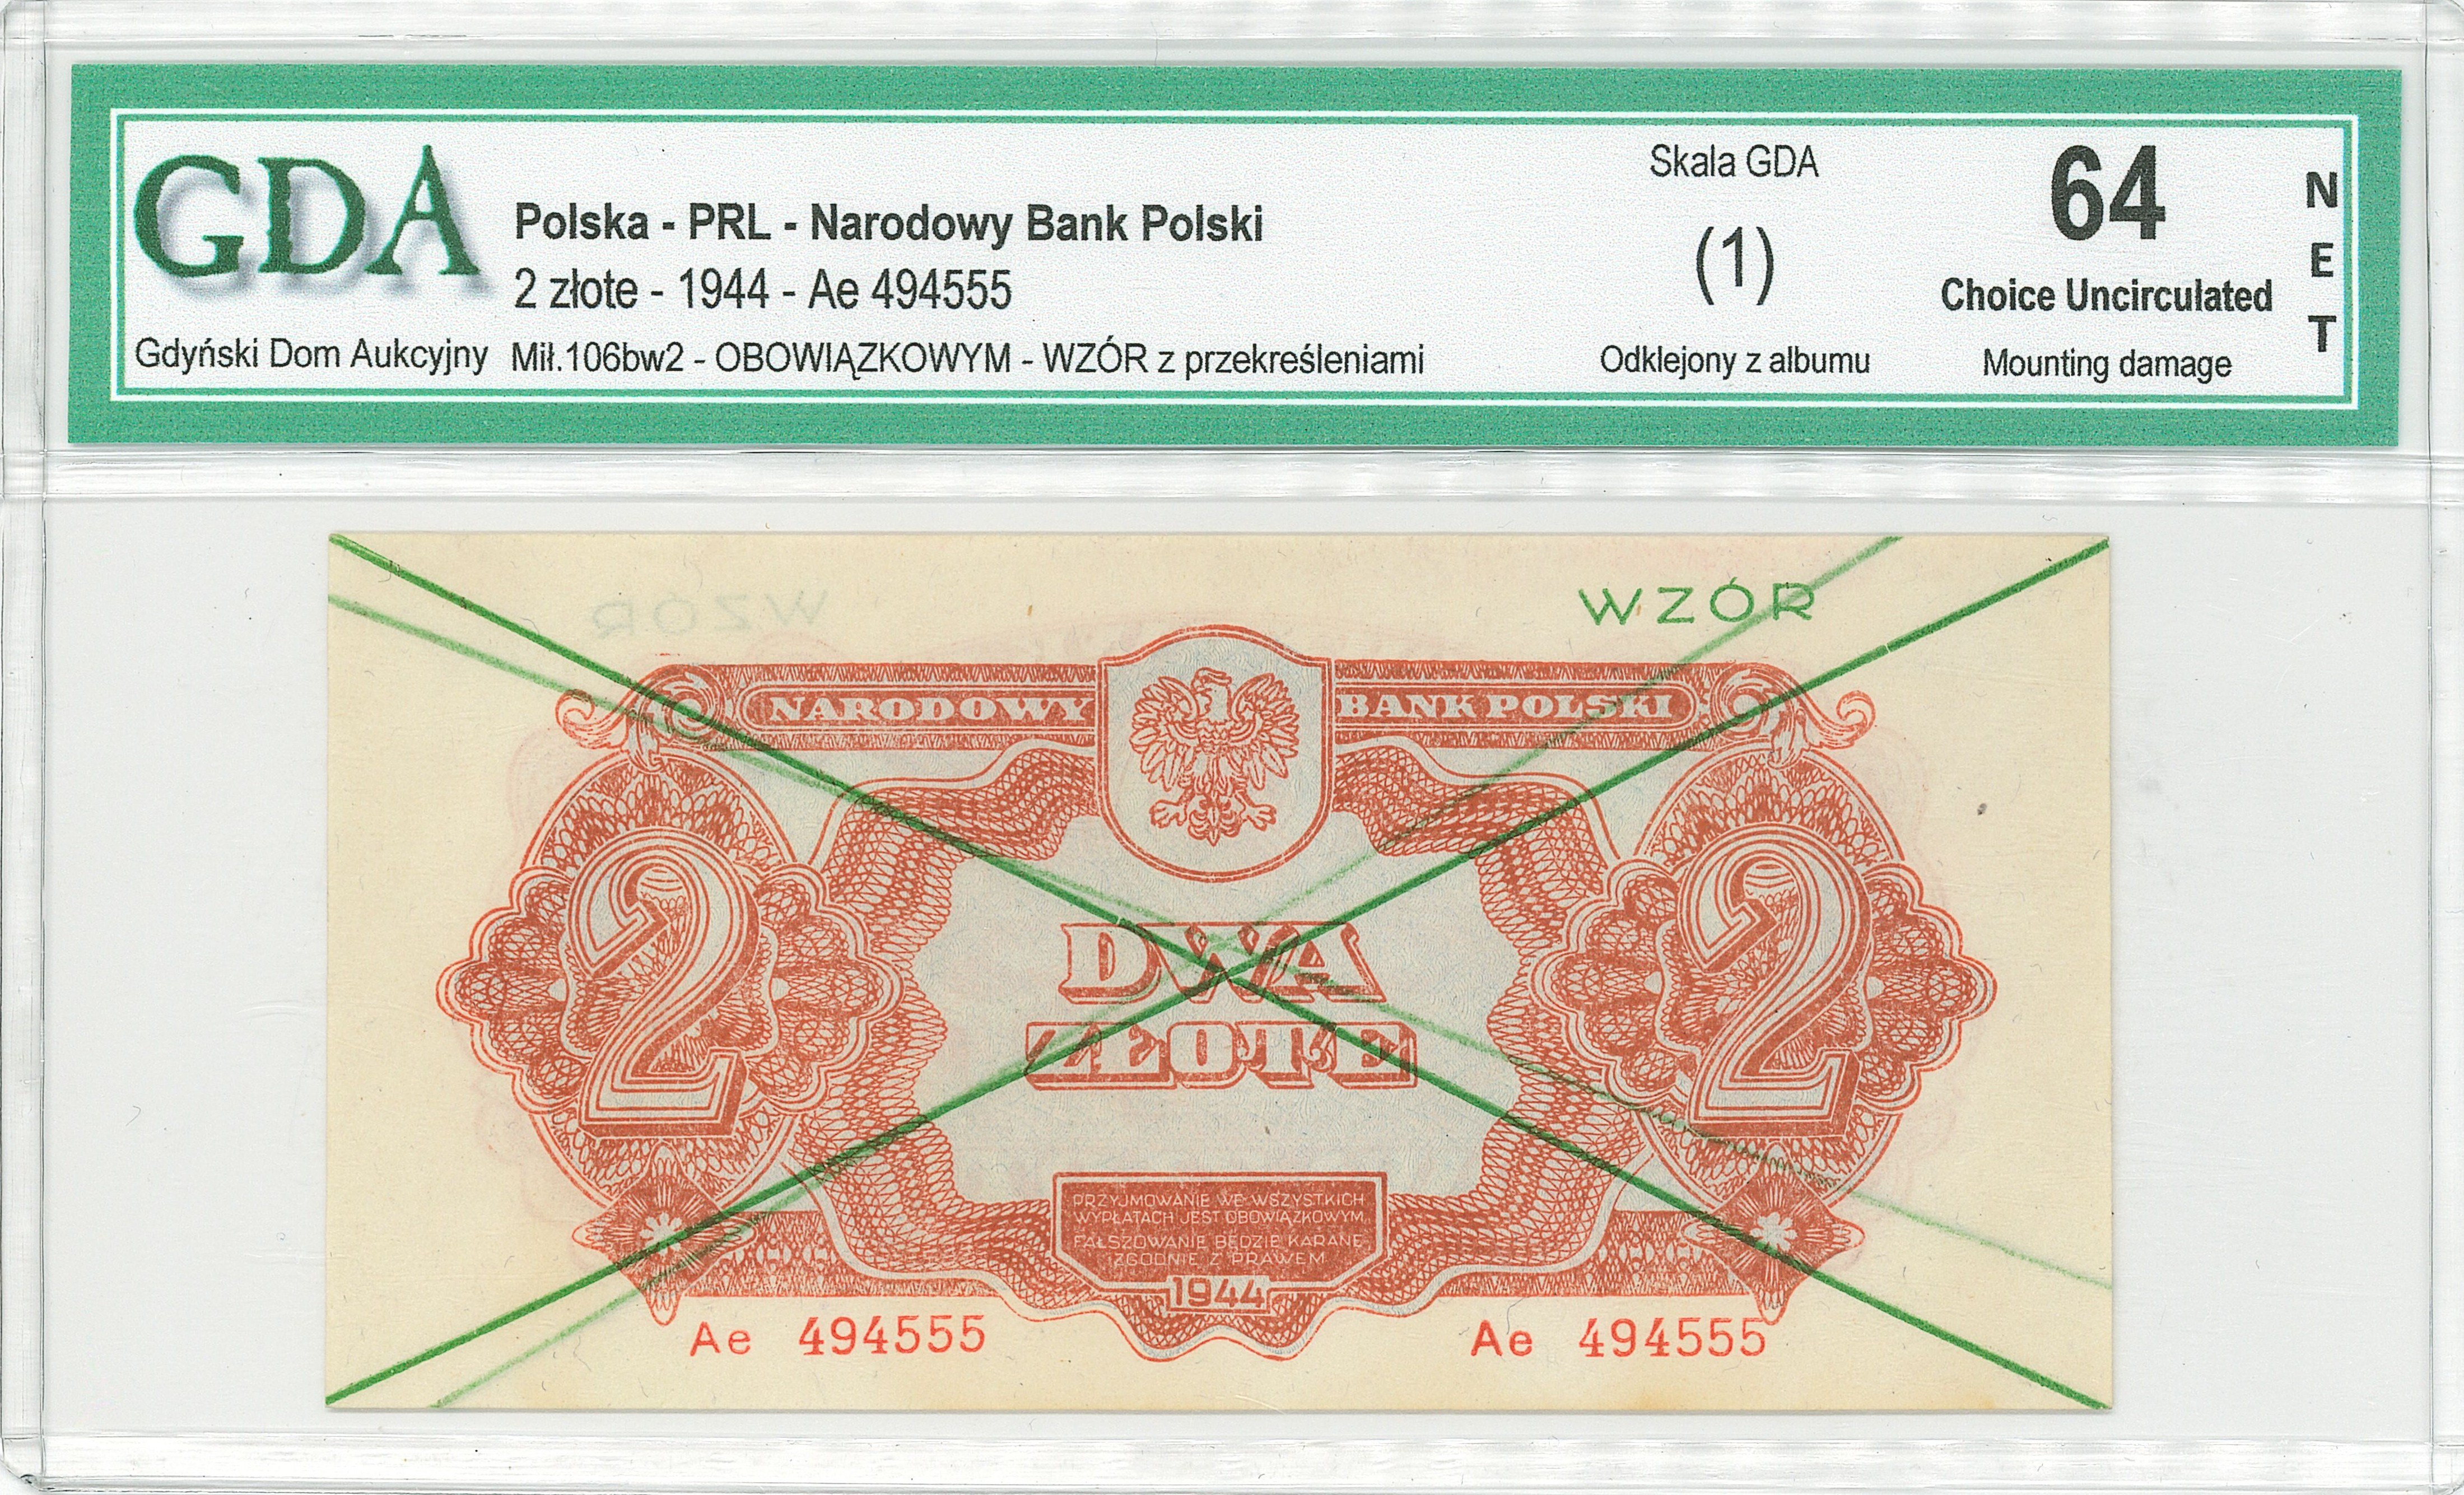 GDA
Gdyński Dom Aukcyjny
Polska - PRL - Narodowy Bank Polski
2 złote - 1944 - Ae 494555
Mił.106bw2 - OBOWIĄZKOWYM - WZÓR z przekreśleniami
Skala GDA
(1)
Odklejony z albumu
64
Choice Uncirculated
Mounting damage
NET
WZÓR
WZÓR
NARODOWY BANK POLSKI
2
2
DWA
ZŁOTE
PRZYJMOWANIE WE WSZYSTKICH
WYPŁATACH JEST OBOWIĄZKOWYM
FAŁSZOWANIE BĘDZIE KARANE
ZGODNIE Z PRAWEM
1944
Ae 494555
Ae 494555